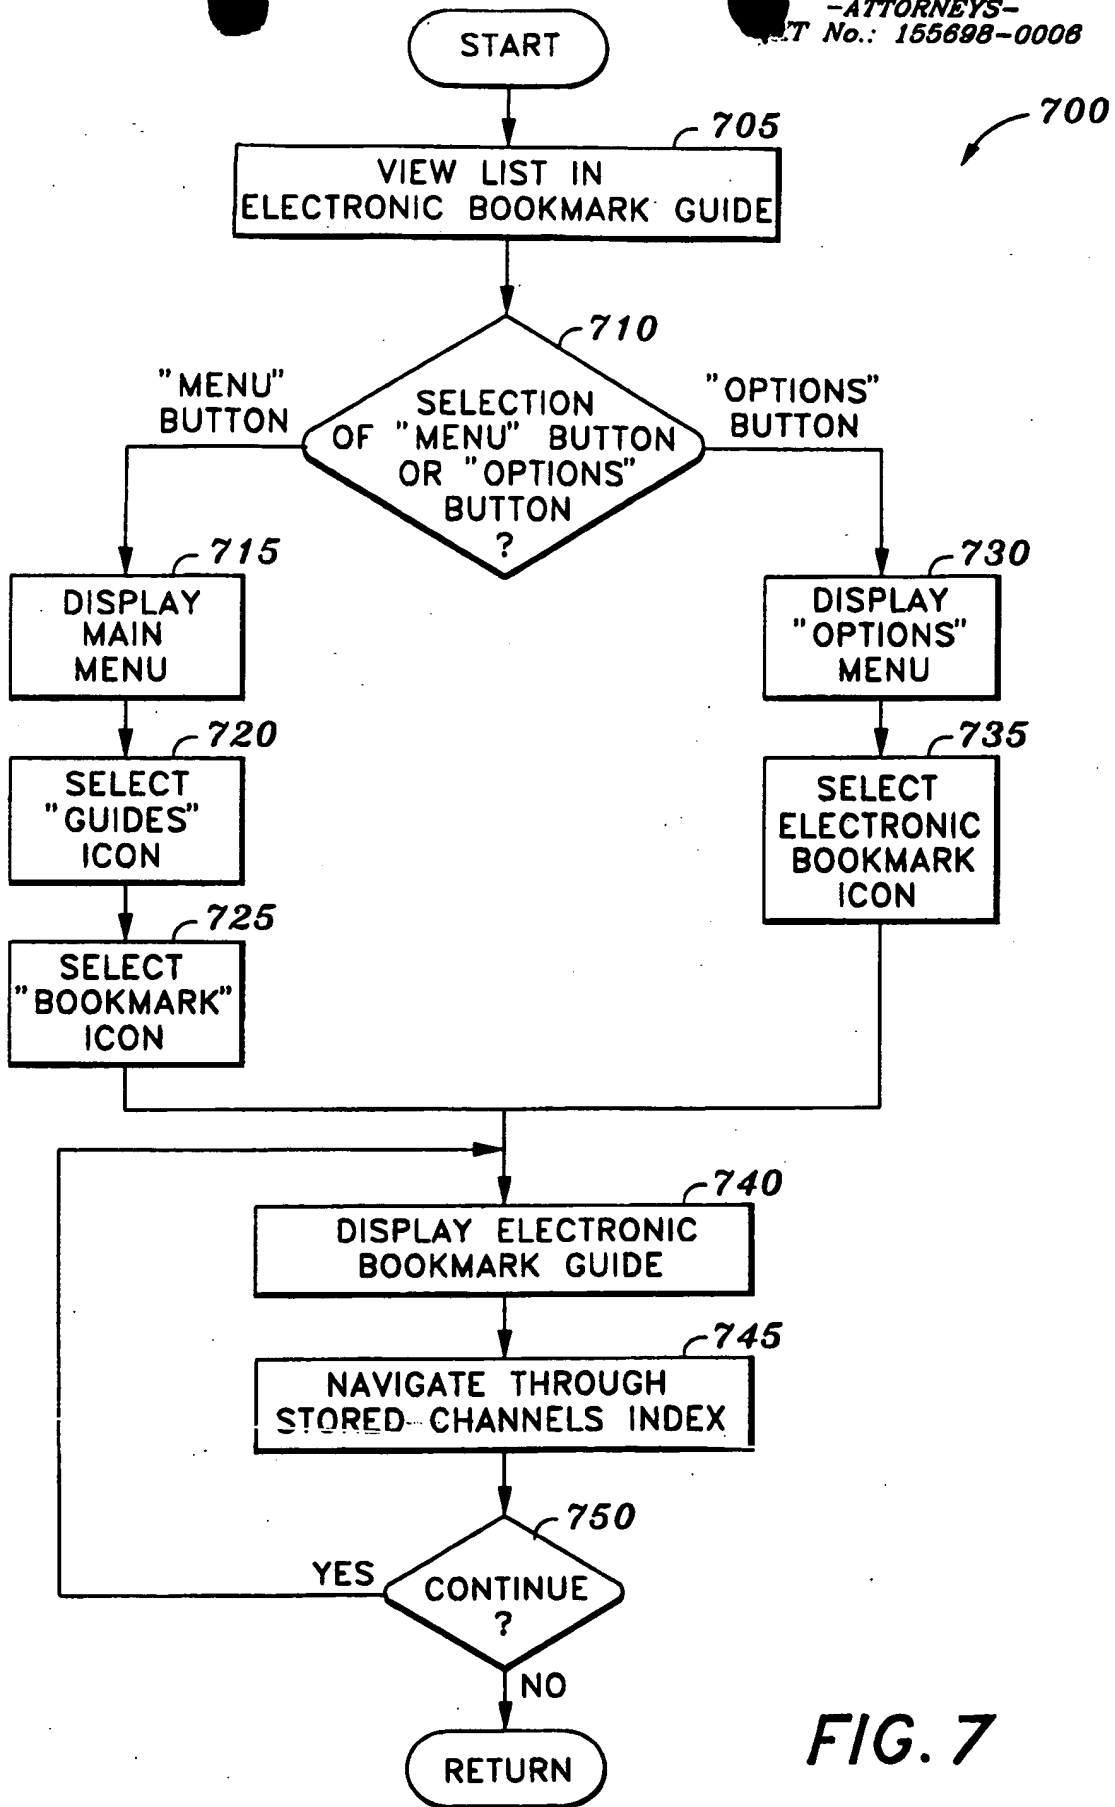 -ATTORNEYS-
No.: 155698-0006
START
700
705
VIEW LIST IN
ELECTRONIC BOOKMARK GUIDE
710
"MENU"
BUTTON
"OPTIONS"
BUTTON
SELECTION
OF "MENU" BUTTON
OR "OPTIONS"
BUTTON
?
715
DISPLAY
MAIN
MENU
730
DISPLAY
"OPTIONS"
MENU
720
SELECT
"GUIDES"
ICON
735
SELECT
ELECTRONIC
BOOKMARK
ICON
725
SELECT
"BOOKMARK"
ICON
740
DISPLAY ELECTRONIC
BOOKMARK GUIDE
745
NAVIGATE THROUGH
STORED CHANNELS INDEX
750
YES
CONTINUE
?
NO
RETURN
FIG. 7